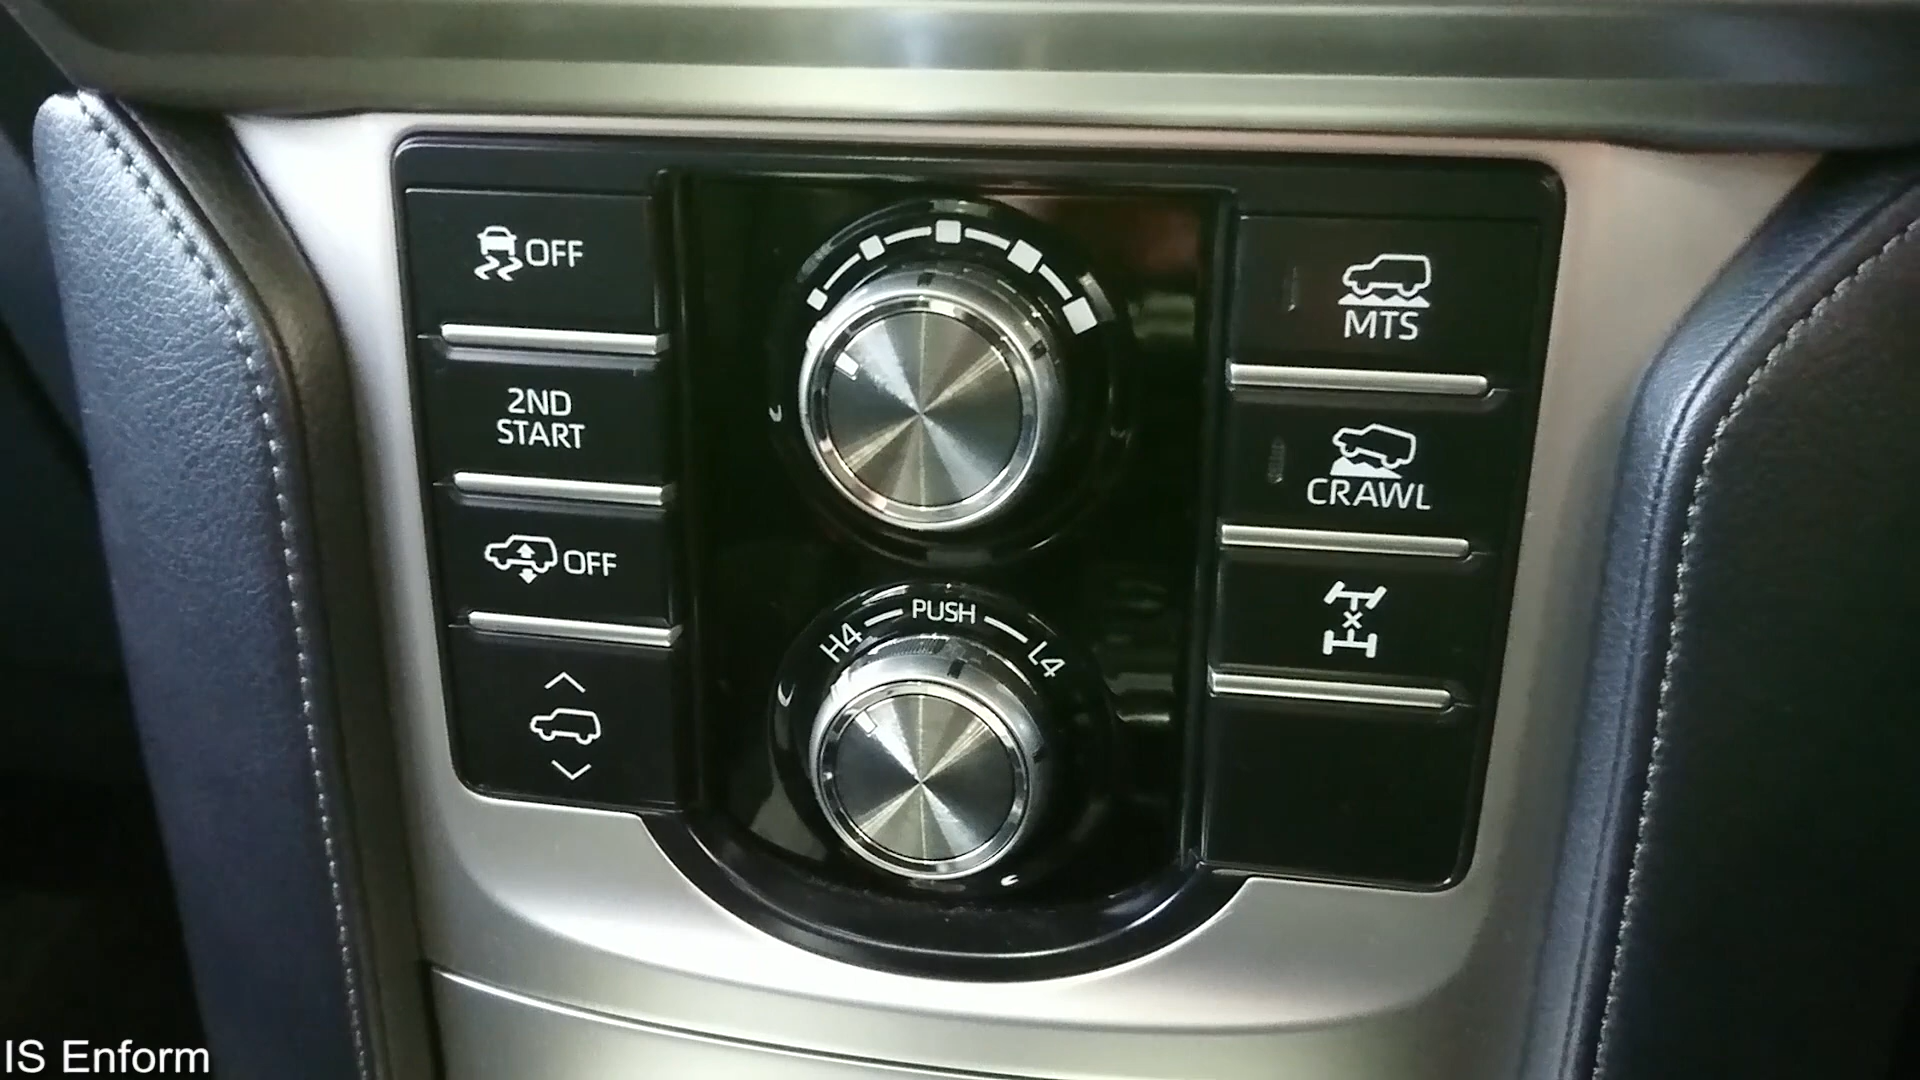 OFF
2ND
START
OFF
H4 PUSH L4
MTS
CRAWL
IS Enform